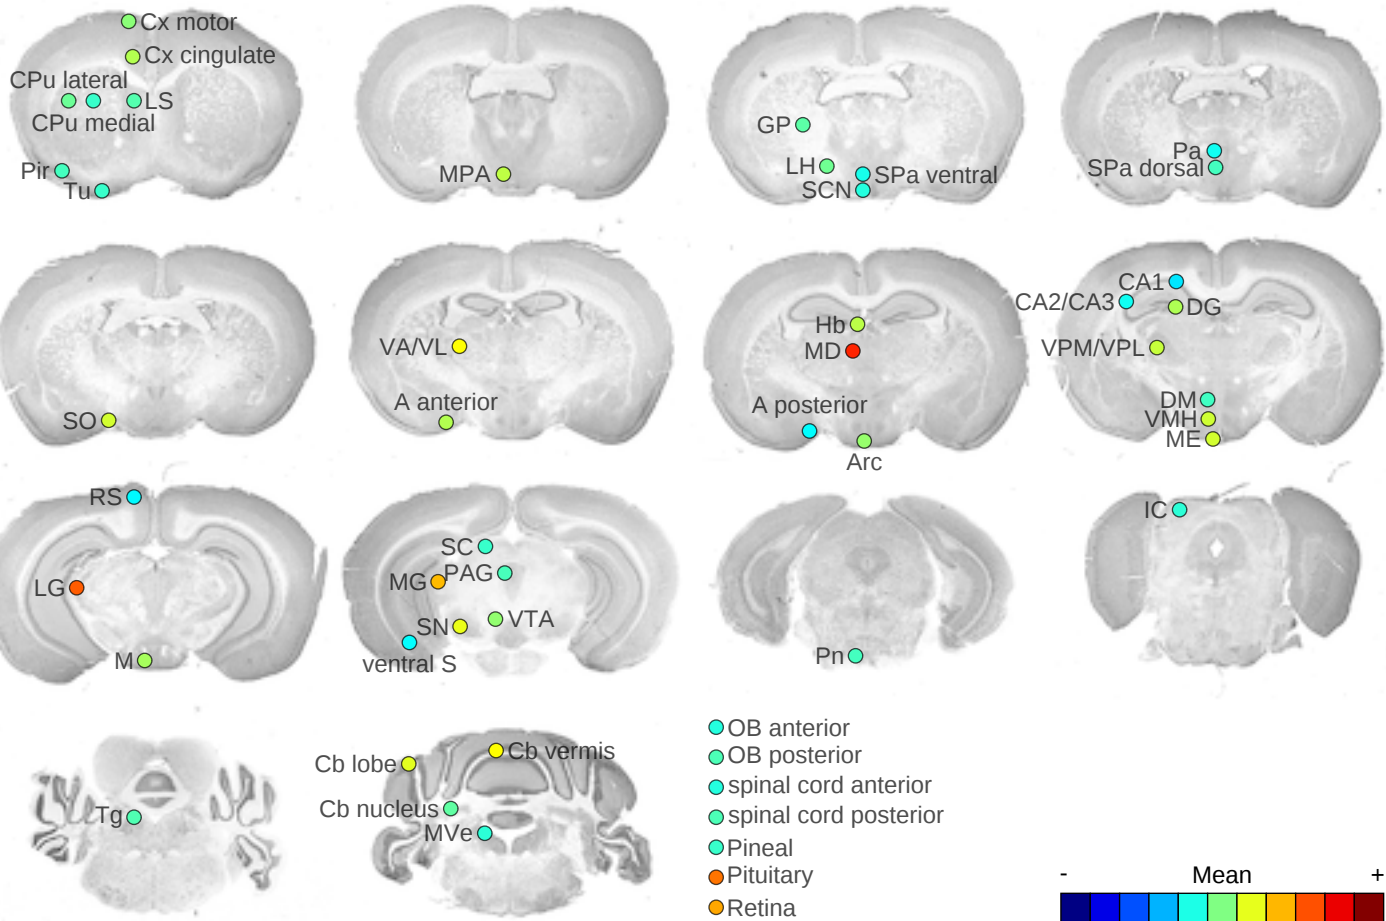 Cx motor
Cx cingulate
CPu lateral
LS
CPu medial
Pir
Tu
MPA
GP
LH
SPa ventral
SCN
Pa
SPa dorsal
SO
VA/VL
A anterior
Hb
MD
A posterior
Arc
CA1
CA2/CA3
DG
VPM/VPL
DM
VMH
ME
RS
LG
M
SC
MG
PAG
SN
VTA
ventral S
Pn
IC
Tg
Cb lobe
Cb vermis
Cb nucleus
MVe
OB anterior
OB posterior
spinal cord anterior
spinal cord posterior
Pineal
Pituitary
Retina
- Mean +